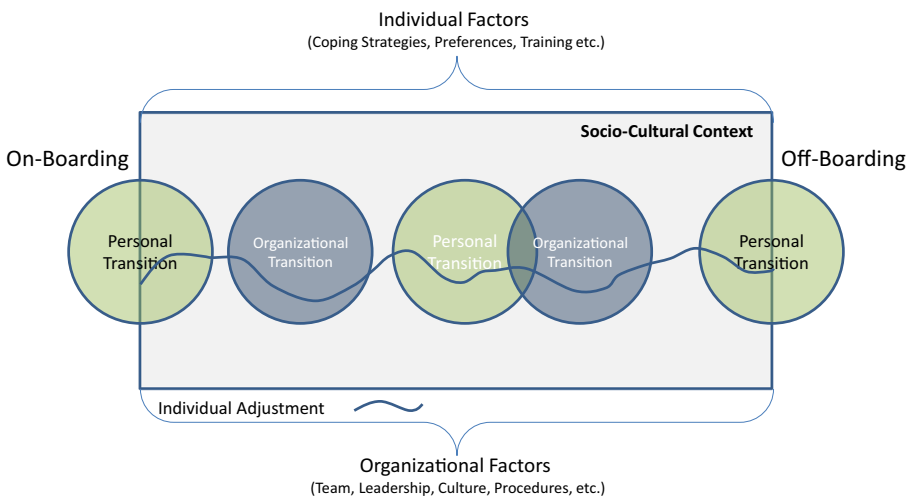 Individual Factors
(Coping Strategies, Preferences, Training etc.)
Socio-Cultural Context
On-Boarding
Off-Boarding
Personal
Transition
Organizational
Transition
Personal
Transition
Organizational
Transition
Personal
Transition
Individual Adjustment
Organizational Factors
(Team, Leadership, Culture, Procedures, etc.)